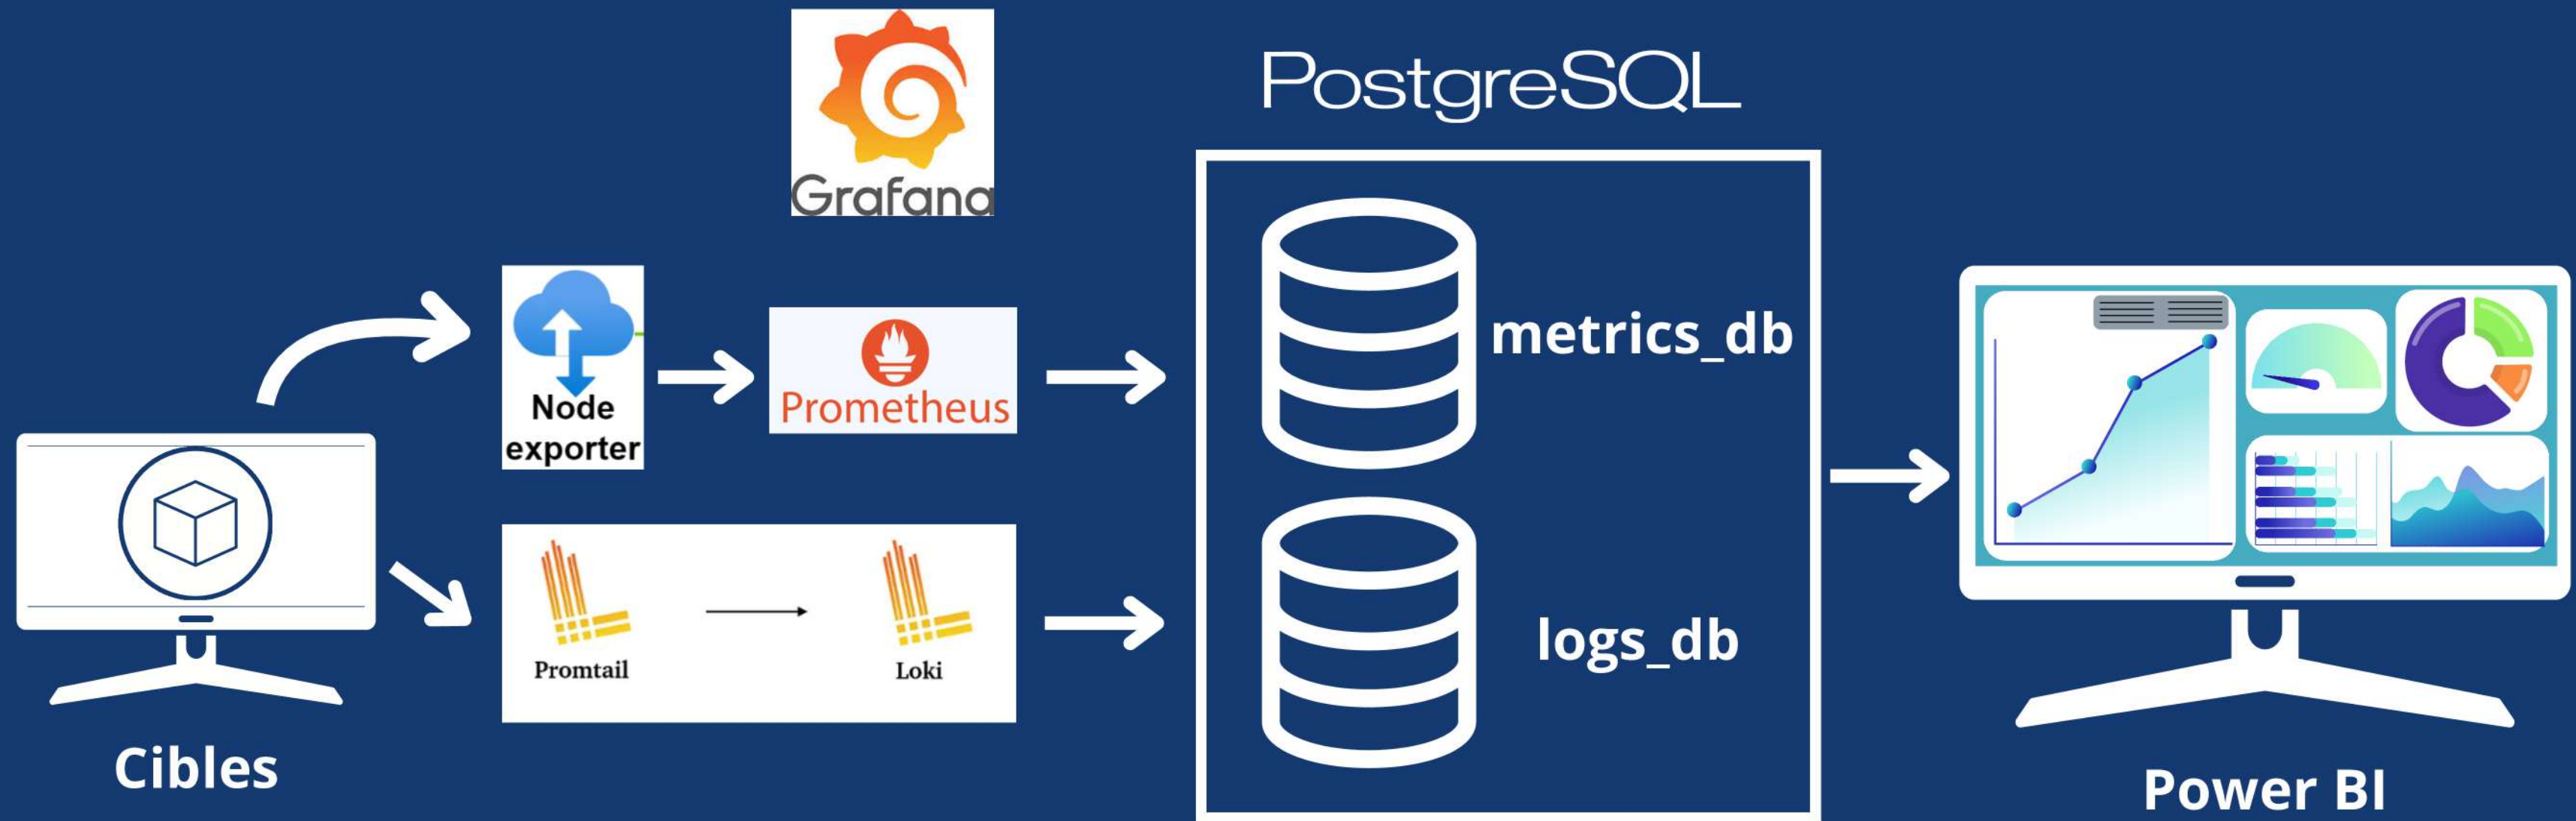 Grafana
PostgreSQL
Node
exporter
Prometheus
metrics_db
Promtail
Loki
logs_db
Cibles
Power BI